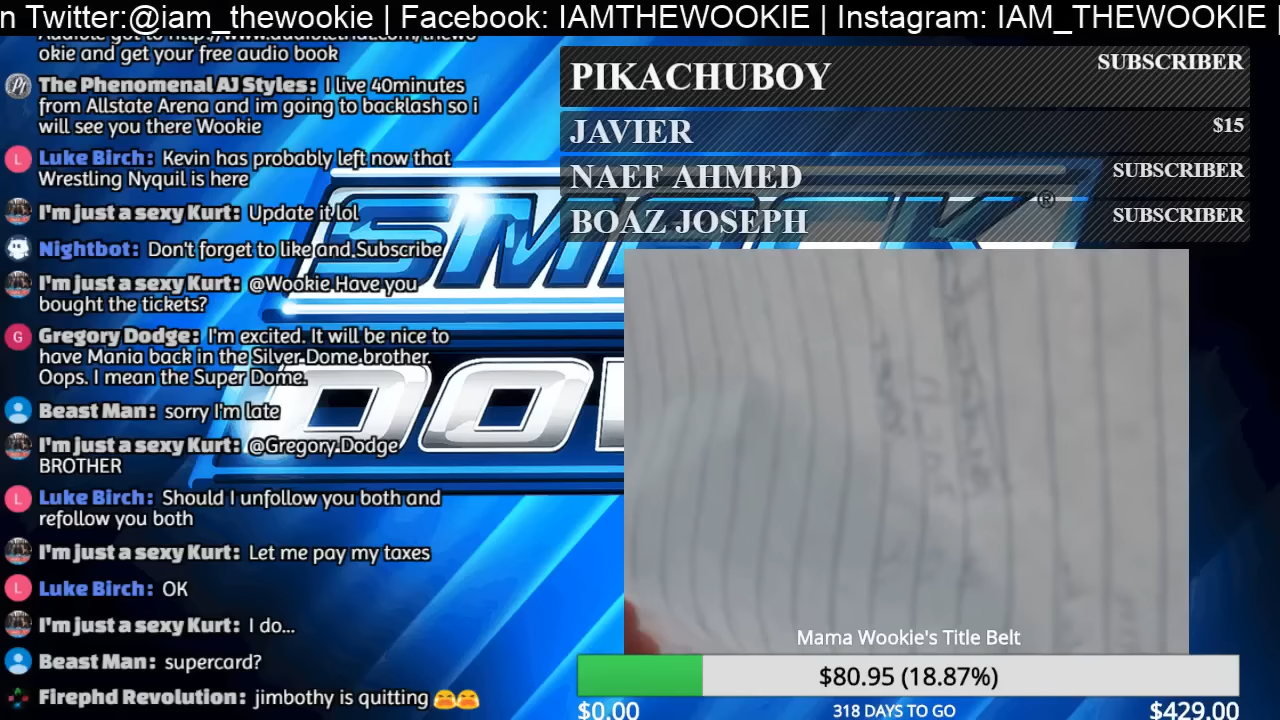 n Twitter:@iam_thewookie | Facebook: IAMTHEWOOKIE | Instagram: IAM_THEWOOKIE |
okie and get your free audio book
The Phenomenal AJ Styles: I live 40minutes
from Allstate Arena and im going to backlash so i
will see you there Wookie
Luke Birch: Kevin has probably left now that
Wrestling Nyquil is here
I'm just a sexy Kurt: Update it lol
Nightbot: Don't forget to like and Subscribe
I'm just a sexy Kurt: @Wookie Have you
bought the tickets?
Gregory Dodge: I'm excited. It will be nice to
have Mania back in the Silver Dome brother.
Oops. I mean the Super Dome.
Beast Man: sorry I'm late
I'm just a sexy Kurt: @Gregory Dodge
BROTHER
Luke Birch: Should I unfollow you both and
refollow you both
I'm just a sexy Kurt: Let me pay my taxes
Luke Birch: OK
I'm just a sexy Kurt: I do...
Beast Man: supercard?
Firephd Revolution: jimbothy is quitting 😫😫
PIKACHUBOY SUBSCRIBER
JAVIER $15
NAEF AHMED SUBSCRIBER
BOAZ JOSEPH SUBSCRIBER
SMACK
DOW
Mama Wookie's Title Belt
$80.95 (18.87%)
$0.00 318 DAYS TO GO $429.00